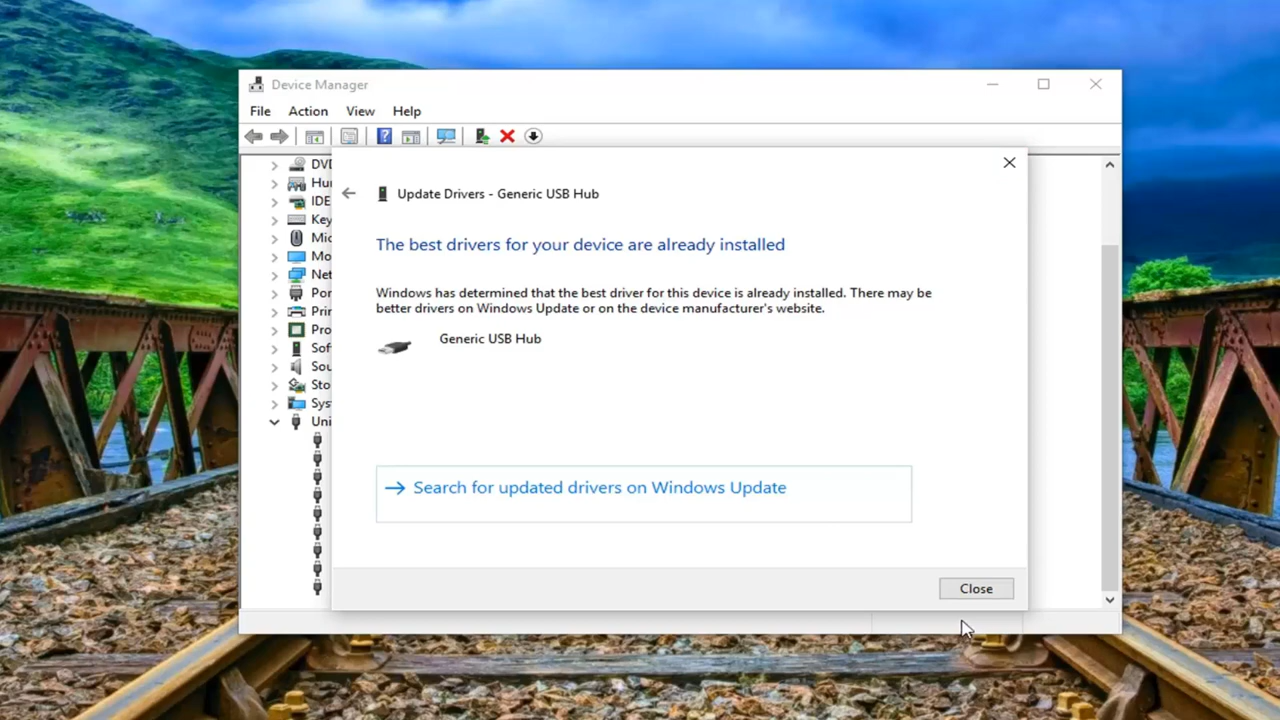 Device Manager
File Action View Help
Update Drivers - Generic USB Hub
The best drivers for your device are already installed
Windows has determined that the best driver for this device is already installed. There may be
better drivers on Windows Update or on the device manufacturer's website.
Generic USB Hub
Search for updated drivers on Windows Update
Close
DVD
Hur
IDE
Key
Mic
Mo
Net
Por
Prin
Pro
Sof
Sou
Sto
Sys
Uni